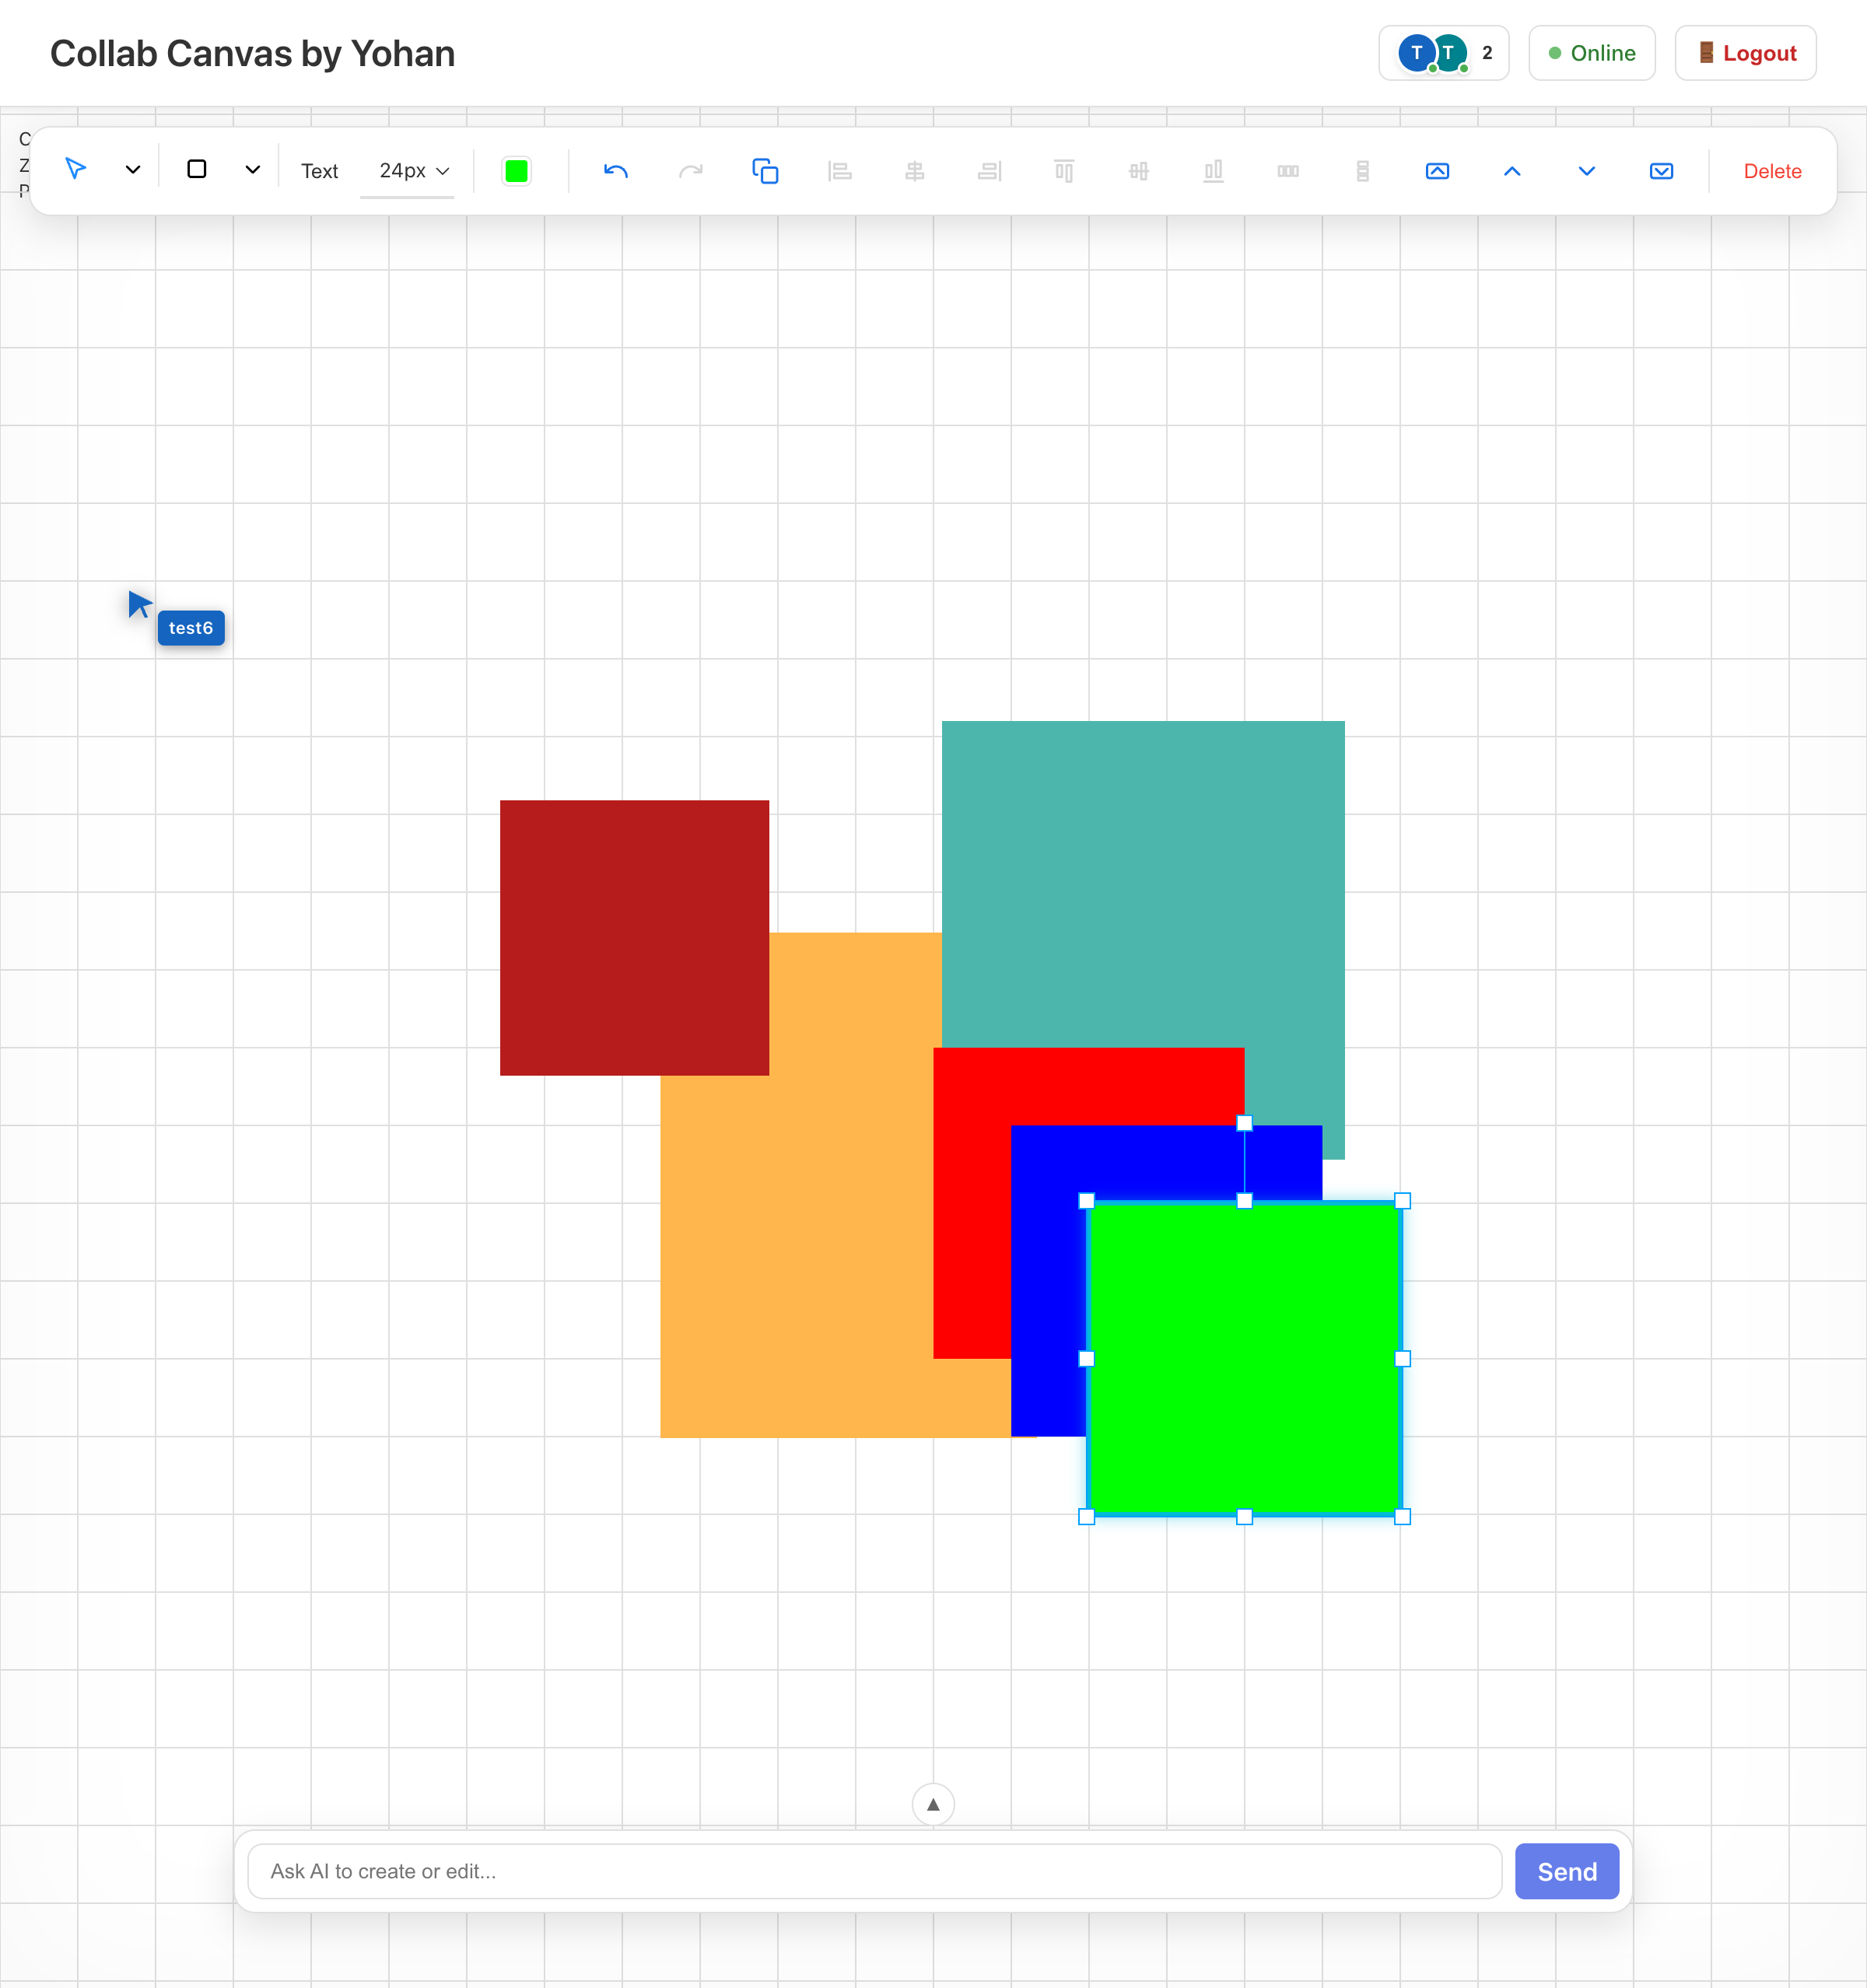 Collab Canvas by Yohan
T T 2
Online
Logout
Text
24px
Delete
test6
Ask AI to create or edit...
Send